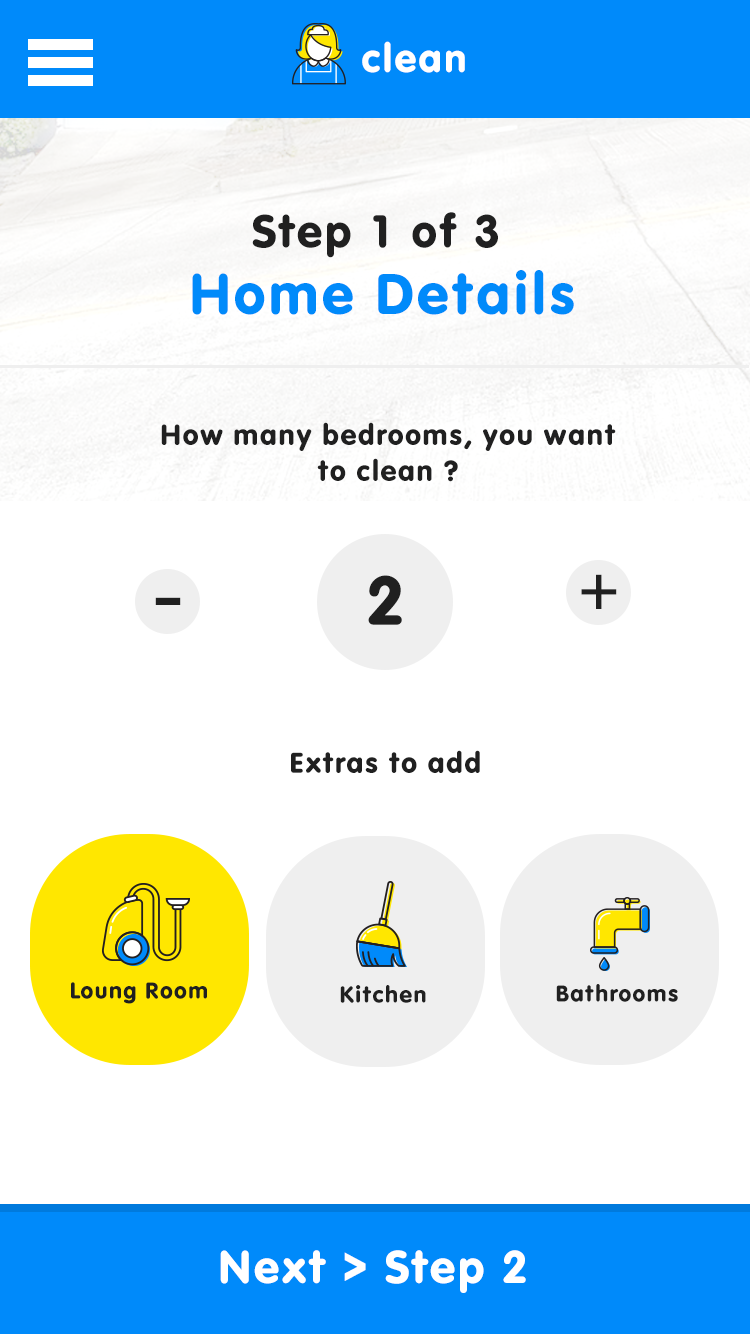 clean
Step 1 of 3
Home Details
How many bedrooms, you want
to clean ?
- 2 +
Extras to add
Loung Room Kitchen Bathrooms
Next > Step 2